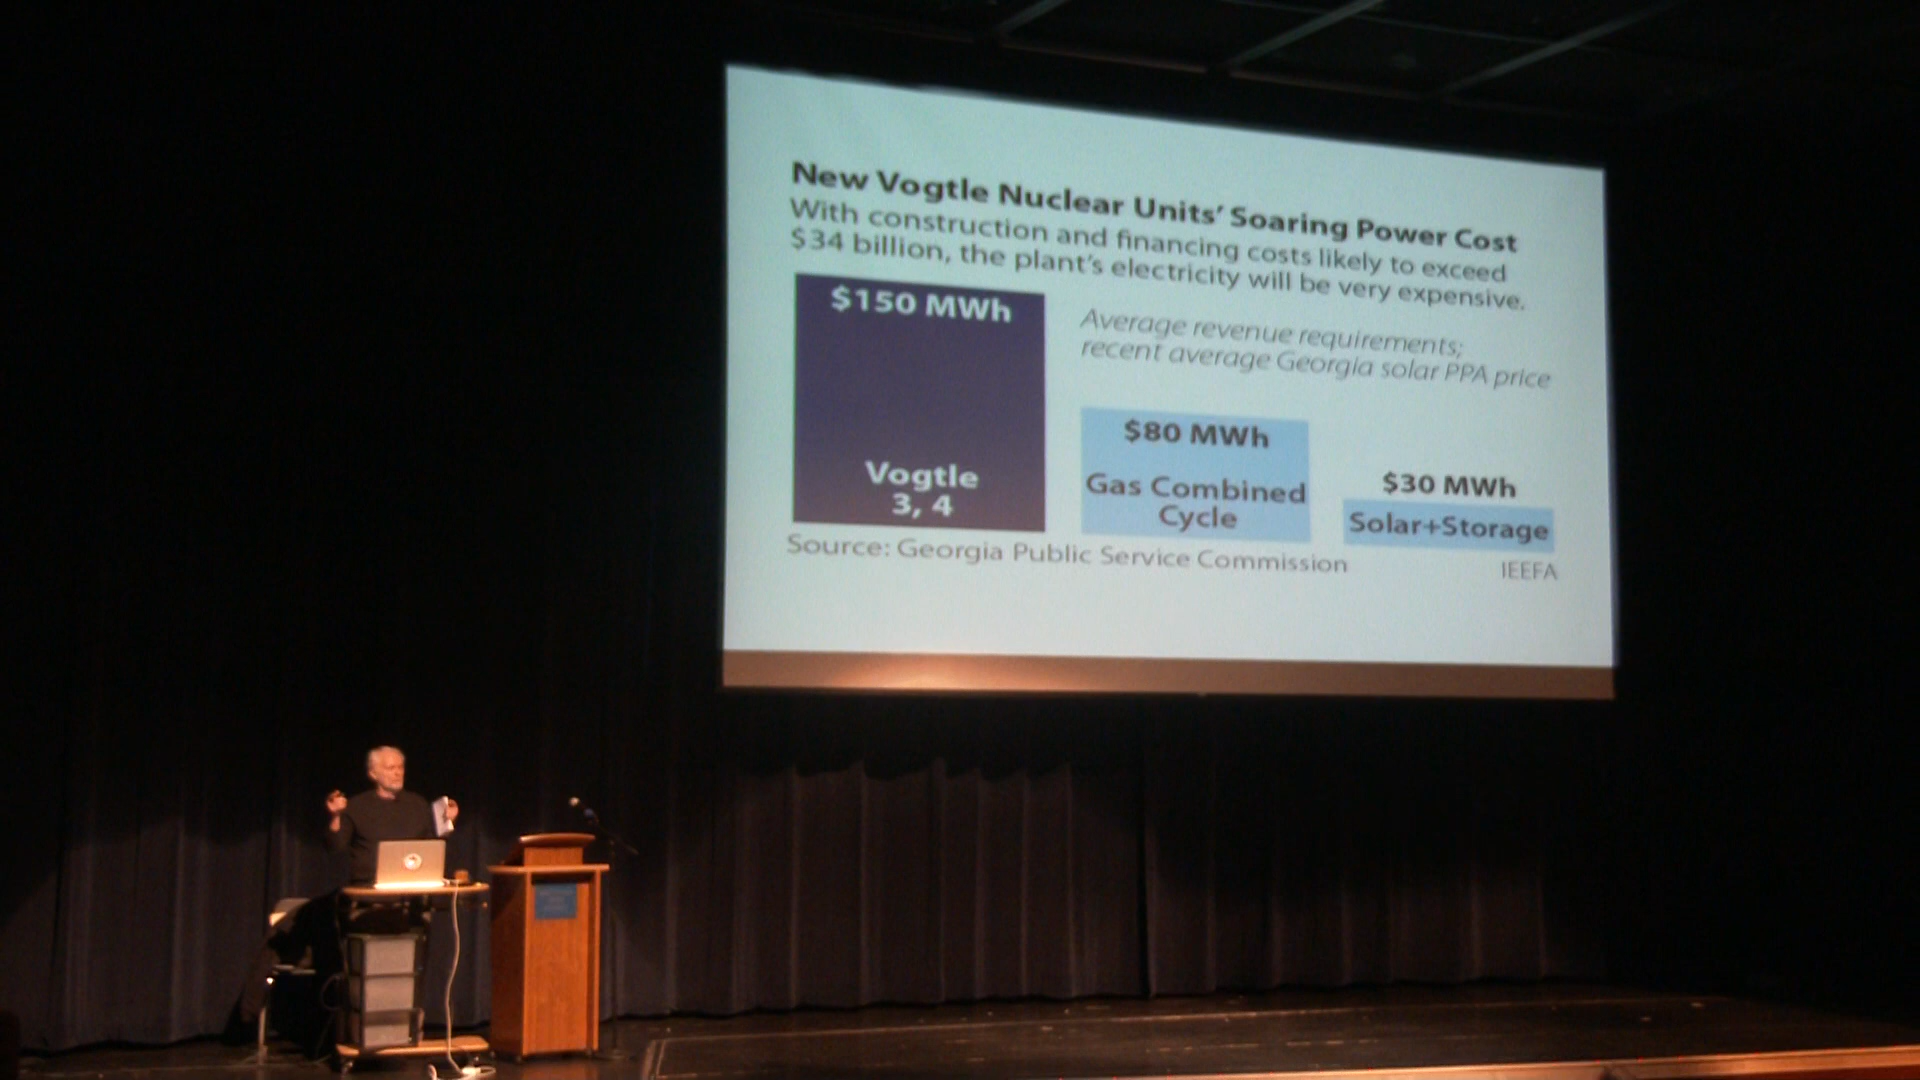 New Vogtle Nuclear Units' Soaring Power Cost
With construction and financing costs likely to exceed
$34 billion, the plant's electricity will be very expensive.
$150 MWh
Vogtle
3, 4
Average revenue requirements;
recent average Georgia solar PPA price
$80 MWh
Gas Combined
Cycle
$30 MWh
Solar+Storage
Source: Georgia Public Service Commission
IEEFA